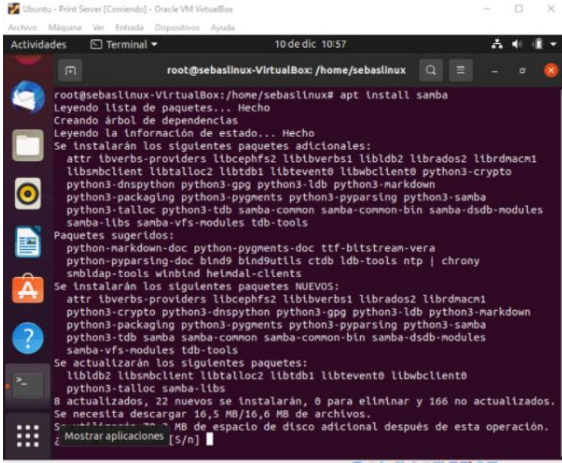 Ubuntu - Print Server [Corriendo] - Oracle VM VirtualBox
Archivo Máquina Ver Entrada Dispositivos Ayuda
Actividades Terminal 10 de dic 10:57
root@sebaslinux-VirtualBox: /home/sebaslinux
root@sebaslinux-VirtualBox:/home/sebaslinux# apt install samba
Leyendo lista de paquetes... Hecho
Creando árbol de dependencias
Leyendo la información de estado... Hecho
Se instalarán los siguientes paquetes adicionales:
attr ibverbs-providers libcephfs2 libibverbs1 libldb2 librados2 librdmacm1
libsmbclient libtalloc2 libtdb1 libtevent0 libwbclient0 python3-crypto
python3-dnspython python3-gpg python3-ldb python3-markdown
python3-packaging python3-pygments python3-pyparsing python3-samba
python3-talloc python3-tdb samba-common samba-common-bin samba-dsdb-modules
samba-libs samba-vfs-modules tdb-tools
Paquetes sugeridos:
python-markdown-doc python-pygments-doc ttf-bitstream-vera
python-pyparsing-doc bind9 bind9utils ctdb ldb-tools ntp | chrony
smbldap-tools winbind heimdal-clients
Se instalarán los siguientes paquetes NUEVOS:
attr ibverbs-providers libcephfs2 libibverbs1 librados2 librdmacm1
python3-crypto python3-dnspython python3-gpg python3-ldb python3-markdown
python3-packaging python3-pygments python3-pyparsing python3-samba
python3-tdb samba samba-common samba-common-bin samba-dsdb-modules
samba-vfs-modules tdb-tools
Se actualizarán los siguientes paquetes:
libldb2 libsmbclient libtalloc2 libtdb1 libtevent0 libwbclient0
python3-talloc samba-libs
8 actualizados, 22 nuevos se instalarán, 0 para eliminar y 166 no actualizados.
Se necesita descargar 16,5 MB/16,6 MB de archivos.
MB de espacio de disco adicional después de esta operación.
Mostrar aplicaciones [S/n]